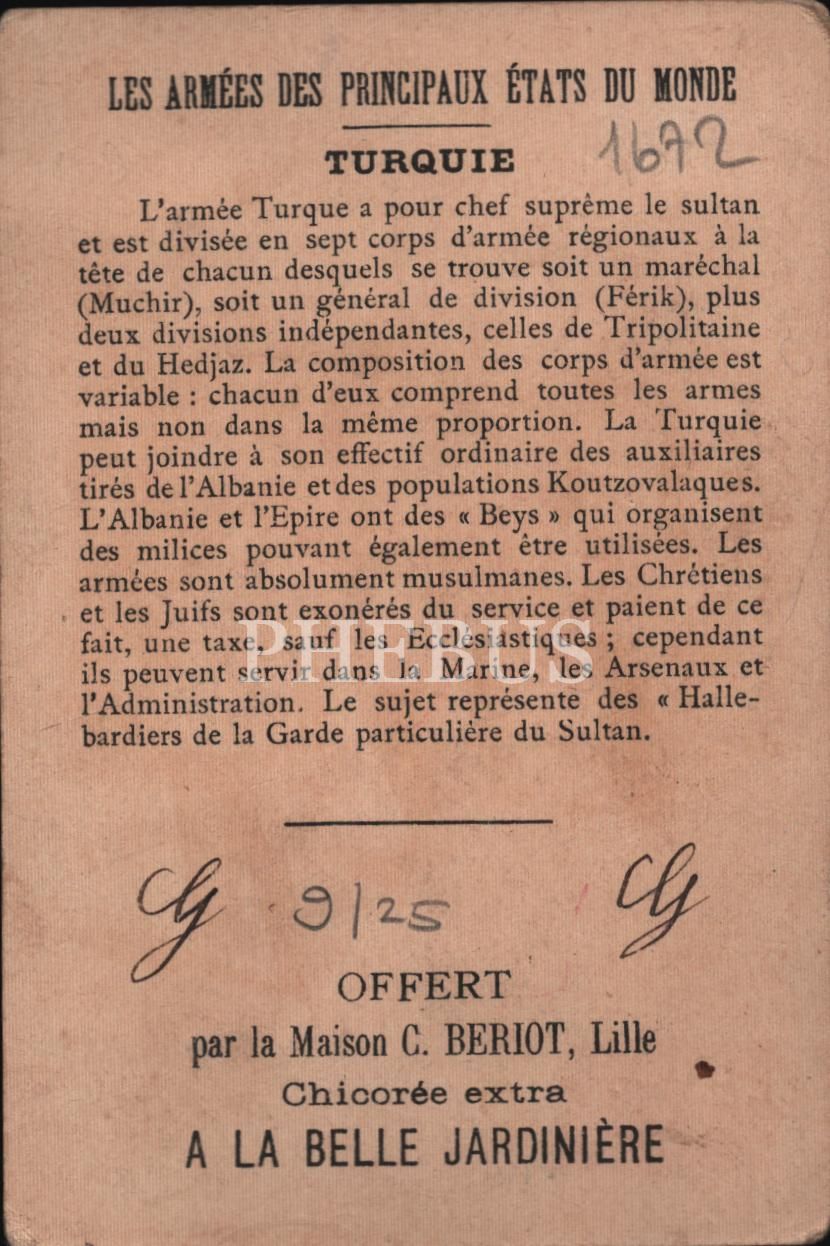 LES ARMÉES DES PRINCIPAUX ÉTATS DU MONDE
1672
TURQUIE
L'armée Turque a pour chef suprême le sultan
et est divisée en sept corps d'armée régionaux à la
tête de chacun desquels se trouve soit un maréchal
(Muchir), soit un général de division (Férik), plus
deux divisions indépendantes, celles de Tripolitaine
et du Hedjaz. La composition des corps d'armée est
variable : chacun d'eux comprend toutes les armes
mais non dans la même proportion. La Turquie
peut joindre à son effectif ordinaire des auxiliaires
tirés de l'Albanie et des populations Koutzovalaques.
L'Albanie et l'Epire ont des « Beys » qui organisent
des milices pouvant également être utilisées. Les
armées sont absolument musulmanes. Les Chrétiens
et les Juifs sont exonérés du service et paient de ce
fait, une taxe, sauf les Ecclésiastiques ; cependant
PHEBUS
ils peuvent servir dans la Marine, les Arsenaux et
l'Administration. Le sujet représente des « Halle-
bardiers de la Garde particulière du Sultan.
9/25
OFFERT
par la Maison C. BERIOT, Lille
Chicorée extra
A LA BELLE JARDINIÈRE